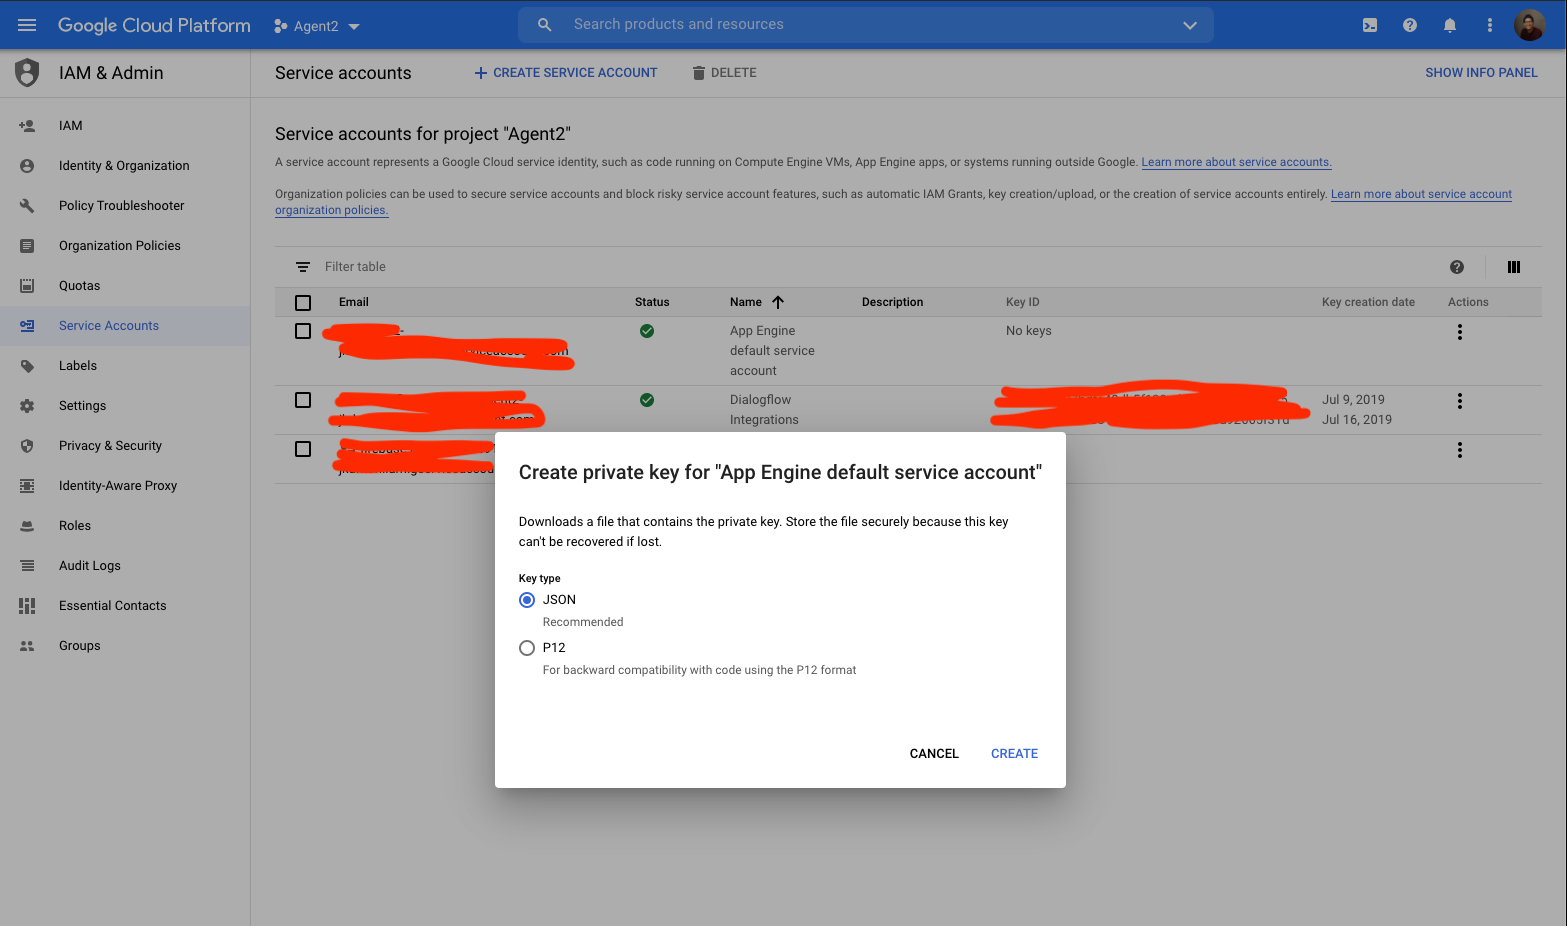 Google Cloud Platform
Agent2
Search products and resources
IAM & Admin
Service accounts
CREATE SERVICE ACCOUNT
DELETE
SHOW INFO PANEL
IAM
Identity & Organization
Policy Troubleshooter
Organization Policies
Quotas
Service Accounts
Labels
Settings
Privacy & Security
Identity-Aware Proxy
Roles
Audit Logs
Essential Contacts
Groups
Service accounts for project "Agent2"
A service account represents a Google Cloud service identity, such as code running on Compute Engine VMs, App Engine apps, or systems running outside Google. Learn more about service accounts.
Organization policies can be used to secure service accounts and block risky service account features, such as automatic IAM Grants, key creation/upload, or the creation of service accounts entirely. Learn more about service account
organization policies.
Filter table
Email Status Name Description Key ID Key creation date Actions
App Engine No keys
default service
account
Dialogflow Jul 9, 2019
Integrations Jul 16, 2019
Create private key for "App Engine default service account"
Downloads a file that contains the private key. Store the file securely because this key
can't be recovered if lost.
Key type
JSON
Recommended
P12
For backward compatibility with code using the P12 format
CANCEL CREATE